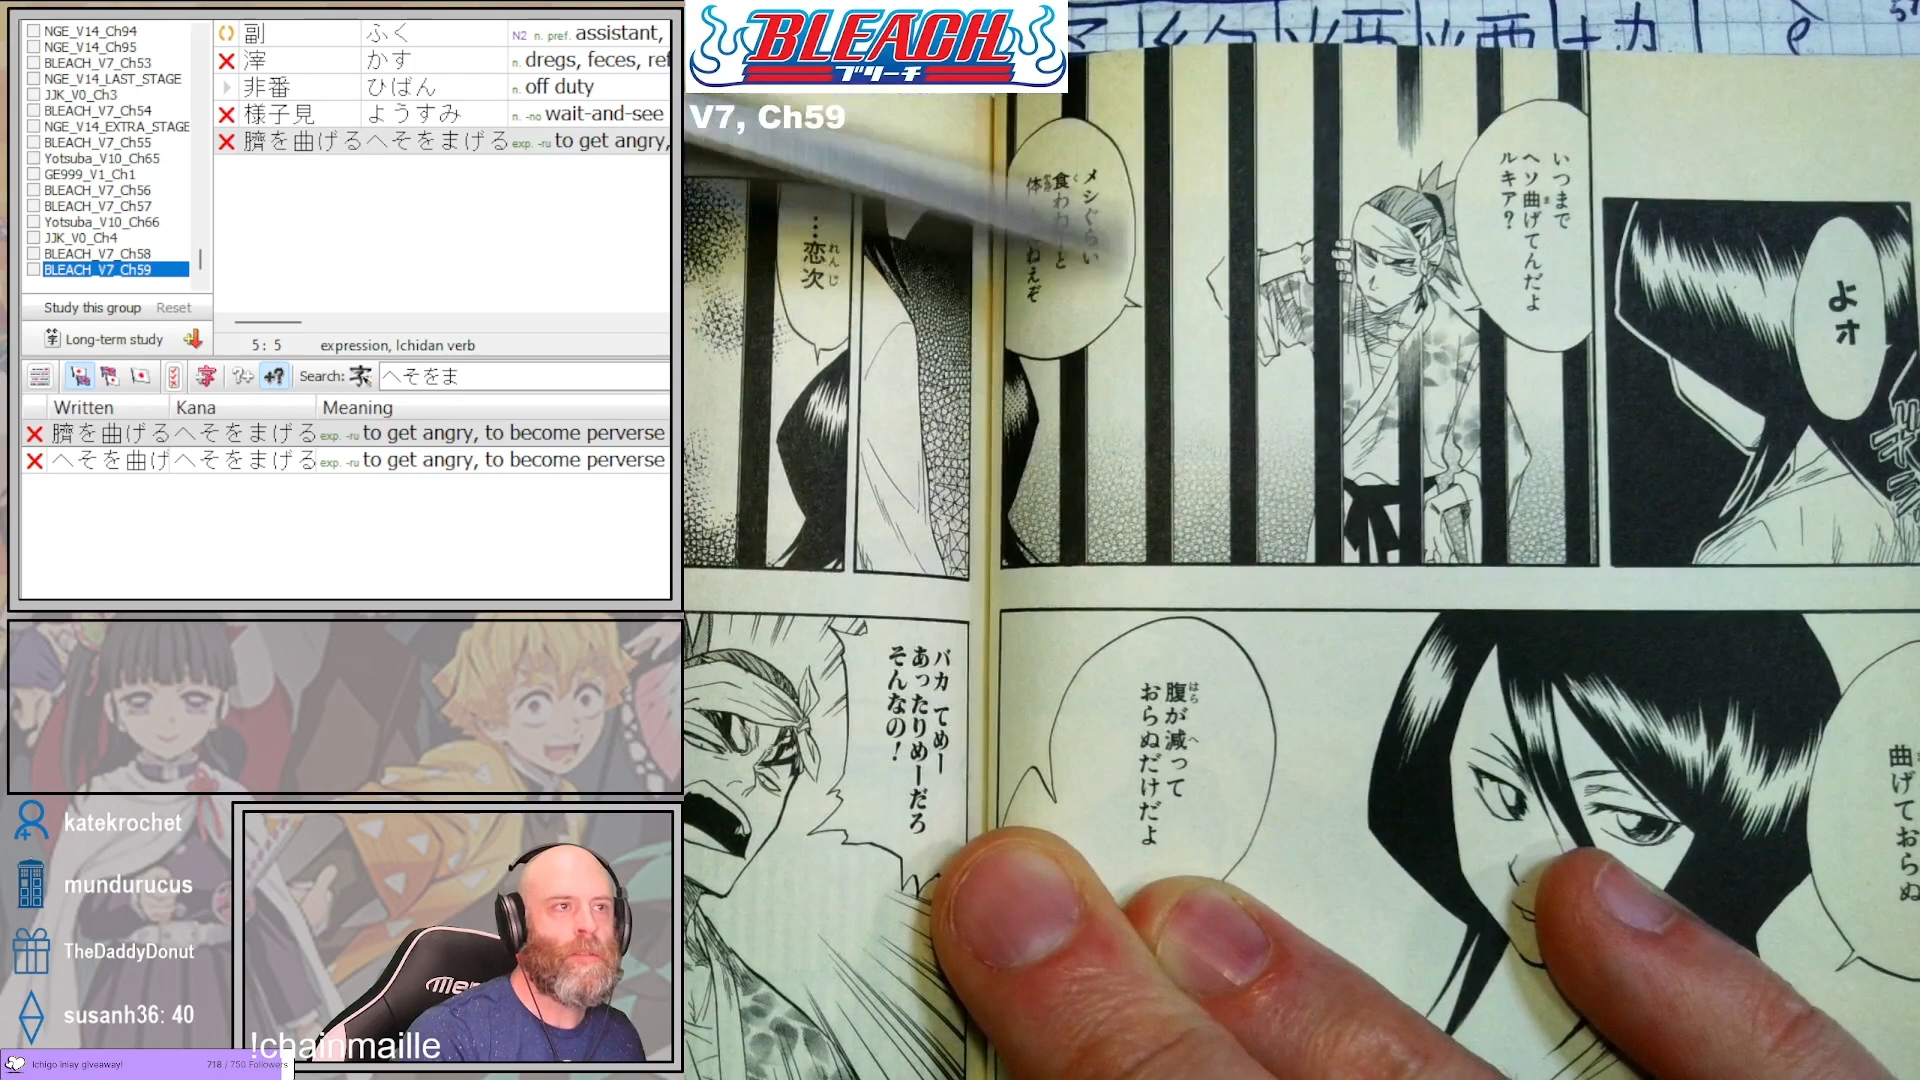 NGE_V14_Ch94
NGE_V14_Ch95
BLEACH_V7_Ch53
NGE_V14_LAST_STAGE
JJK_V0_Ch3
BLEACH_V7_Ch54
NGE_V14_EXTRA_STAGE
BLEACH_V7_Ch55
Yotsuba_V10_Ch65
GE999_V1_Ch1
BLEACH_V7_Ch56
BLEACH_V7_Ch57
Yotsuba_V10_Ch66
JJK_V0_Ch4
BLEACH_V7_Ch58
BLEACH_V7_Ch59
Study this group Reset
Long-term study
副 ふく N2 n. pref. assistant,
滓 かす n. dregs, feces, ref
非番 ひばん n. off duty
様子見 ようすみ n. -no wait-and-see
臍を曲げる へそをまげる exp. -ru to get angry,
5: 5 expression, Ichidan verb
Search: へそをま
Written Kana Meaning
臍を曲げる へそをまげる exp. -ru to get angry, to become perverse
へそを曲げ へそをまげる exp. -ru to get angry, to become perverse
BLEACH
ブリーチ
V7, Ch59
よォ
いつまで
ヘソ曲げてんだよ
ルキア?
メシぐらい
…恋次
曲げておらぬ
腹が減って
おらぬだけだよ
バカ てめー
あったりめーだろ
そんなの!
katekrochet
mundurucus
TheDaddyDonut
susanh36: 40
!chainmaille
Ichigo inlay giveaway!
718 / 750 Followers